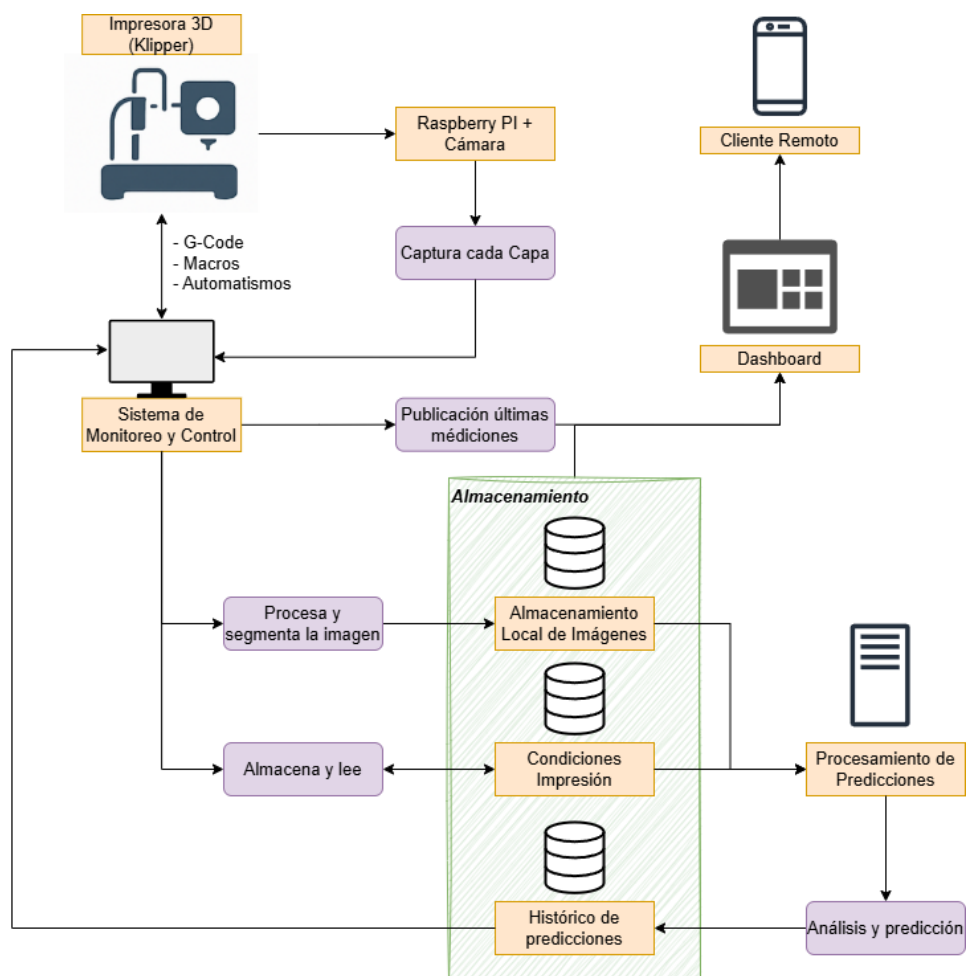 Impresora 3D
(Klipper)
Raspberry PI +
Cámara
Cliente Remoto
- G-Code
- Macros
- Automatismos
Captura cada Capa
Dashboard
Sistema de
Monitoreo y Control
Publicación últimas
médiciones
Almacenamiento
Procesa y
segmenta la imagen
Almacenamiento
Local de Imágenes
Almacena y lee
Condiciones
Impresión
Procesamiento de
Predicciones
Histórico de
predicciones
Análisis y predicción